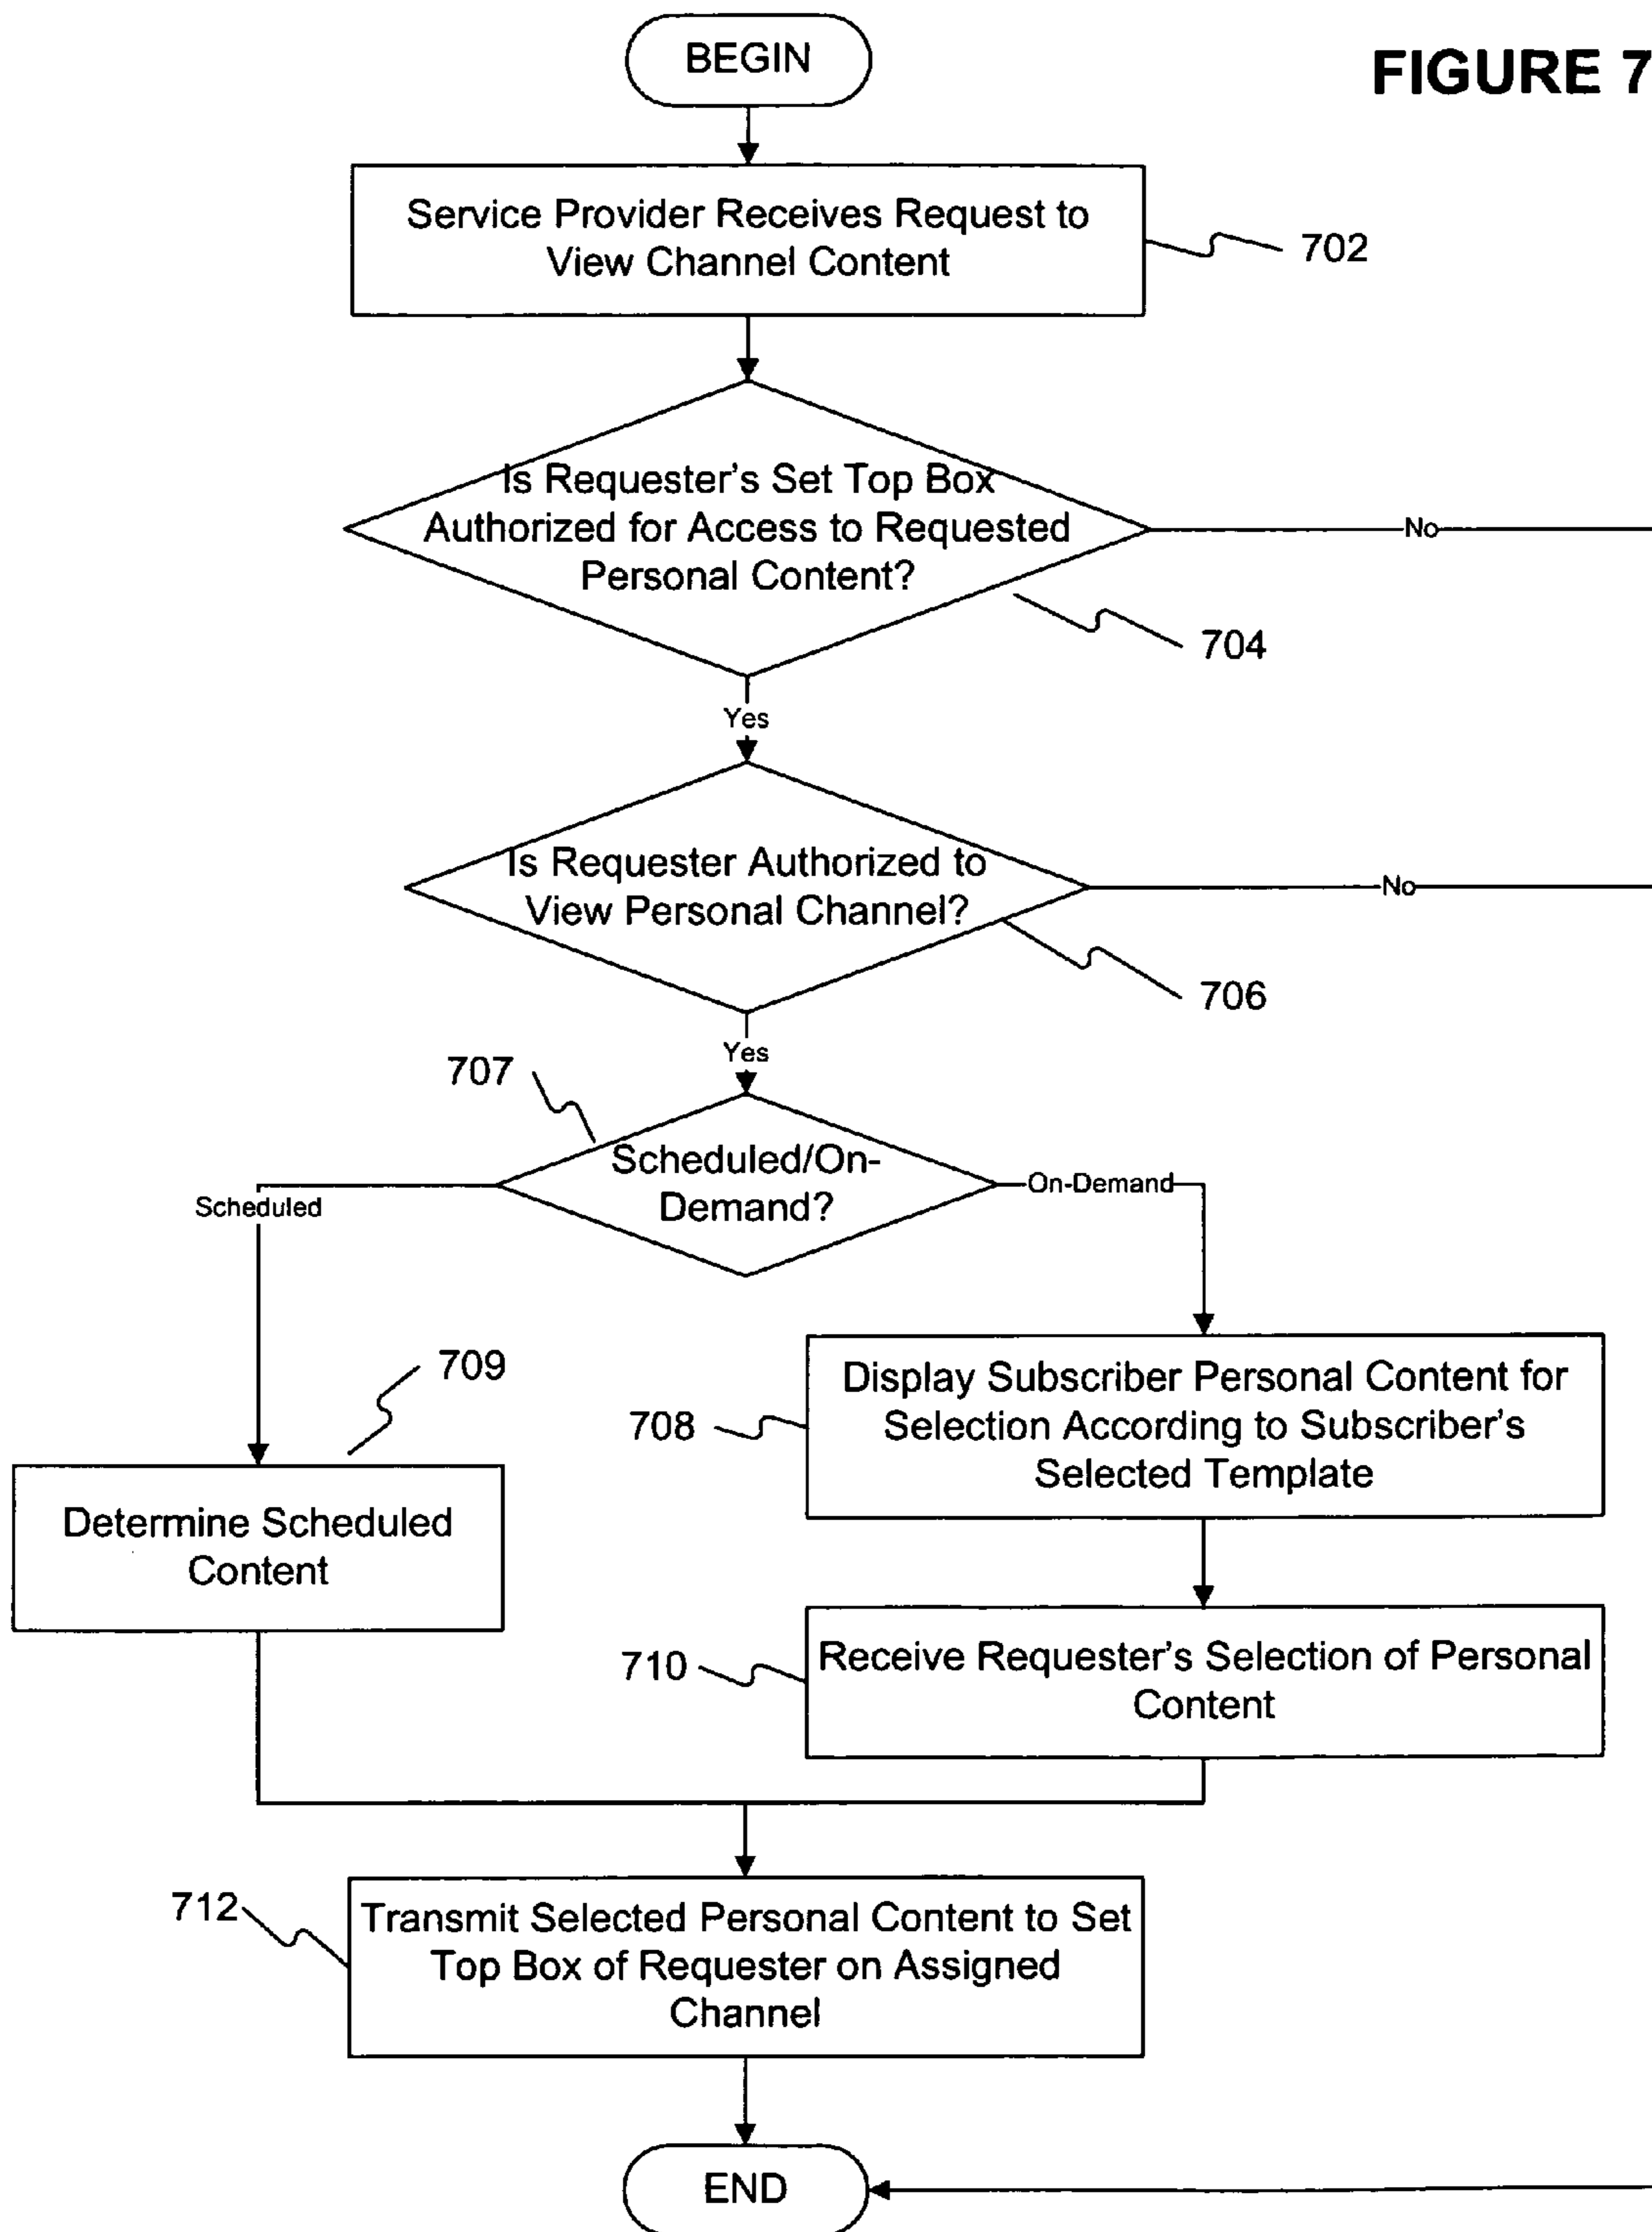 BEGIN
FIGURE 7
Service Provider Receives Request to
View Channel Content
702
Is Requester's Set Top Box
Authorized for Access to Requested
Personal Content?
No
704
Yes
Is Requester Authorized to
View Personal Channel?
No
706
Yes
707
Scheduled/On-
Demand?
Scheduled
On-Demand
709
Display Subscriber Personal Content for
Selection According to Subscriber's
Selected Template
708
Determine Scheduled
Content
710
Receive Requester's Selection of Personal
Content
712
Transmit Selected Personal Content to Set
Top Box of Requester on Assigned
Channel
END